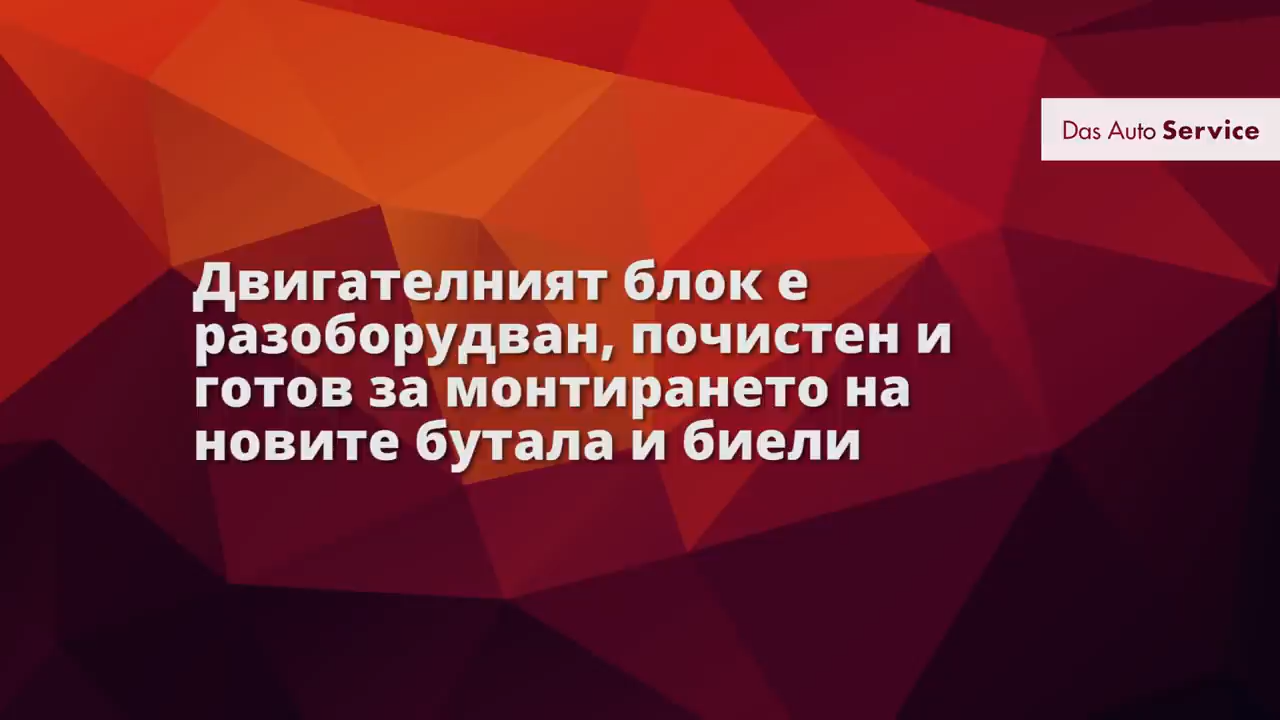 Das Auto Service
Двигателният блок е
разоборудван, почистен и
готов за монтирането на
новите бутала и биели